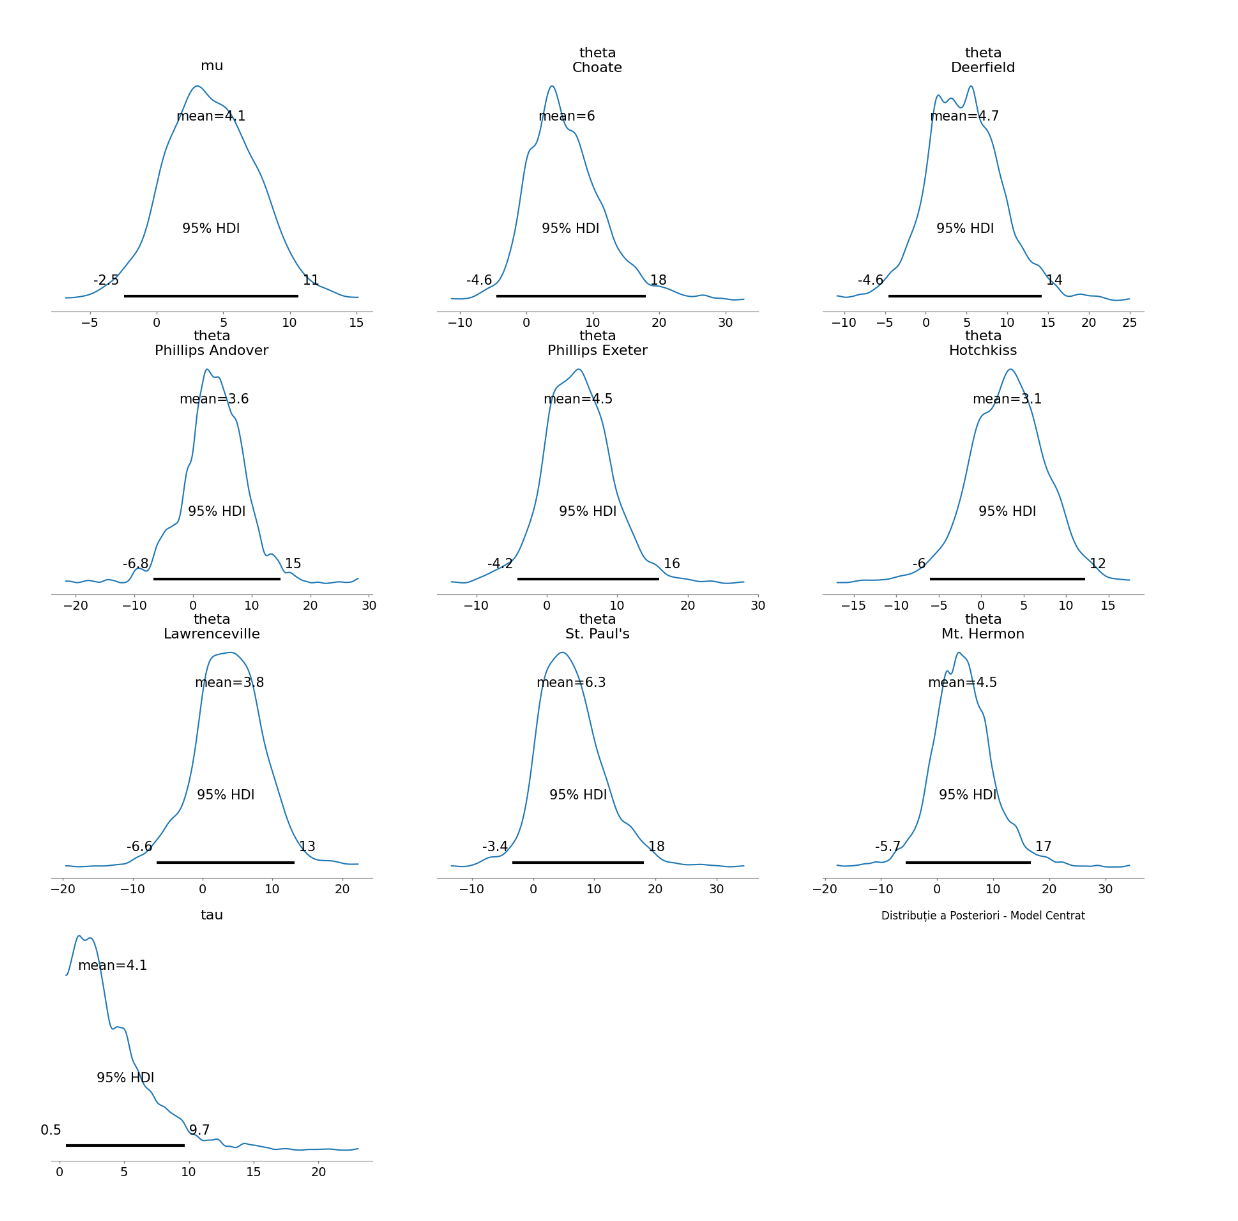 mu
mean=4.1
95% HDI
-2.5
11
−5
0
5
10
15
theta
Choate
mean=6
95% HDI
-4.6
18
−10
0
10
20
30
theta
Deerfield
mean=4.7
95% HDI
-4.6
14
−10
−5
0
5
10
15
20
25
theta
Phillips Andover
mean=3.6
95% HDI
-6.8
15
−20
−10
0
10
20
30
theta
Phillips Exeter
mean=4.5
95% HDI
-4.2
16
−10
0
10
20
30
theta
Hotchkiss
mean=3.1
95% HDI
-6
12
−15
−10
−5
0
5
10
15
theta
Lawrenceville
mean=3.8
95% HDI
-6.6
13
−20
−10
0
10
20
theta
St. Paul's
mean=6.3
95% HDI
-3.4
18
−10
0
10
20
30
theta
Mt. Hermon
mean=4.5
95% HDI
-5.7
17
−20
−10
0
10
20
30
tau
mean=4.1
95% HDI
0.5
9.7
0
5
10
15
20
Distribuție a Posteriori - Model Centrat